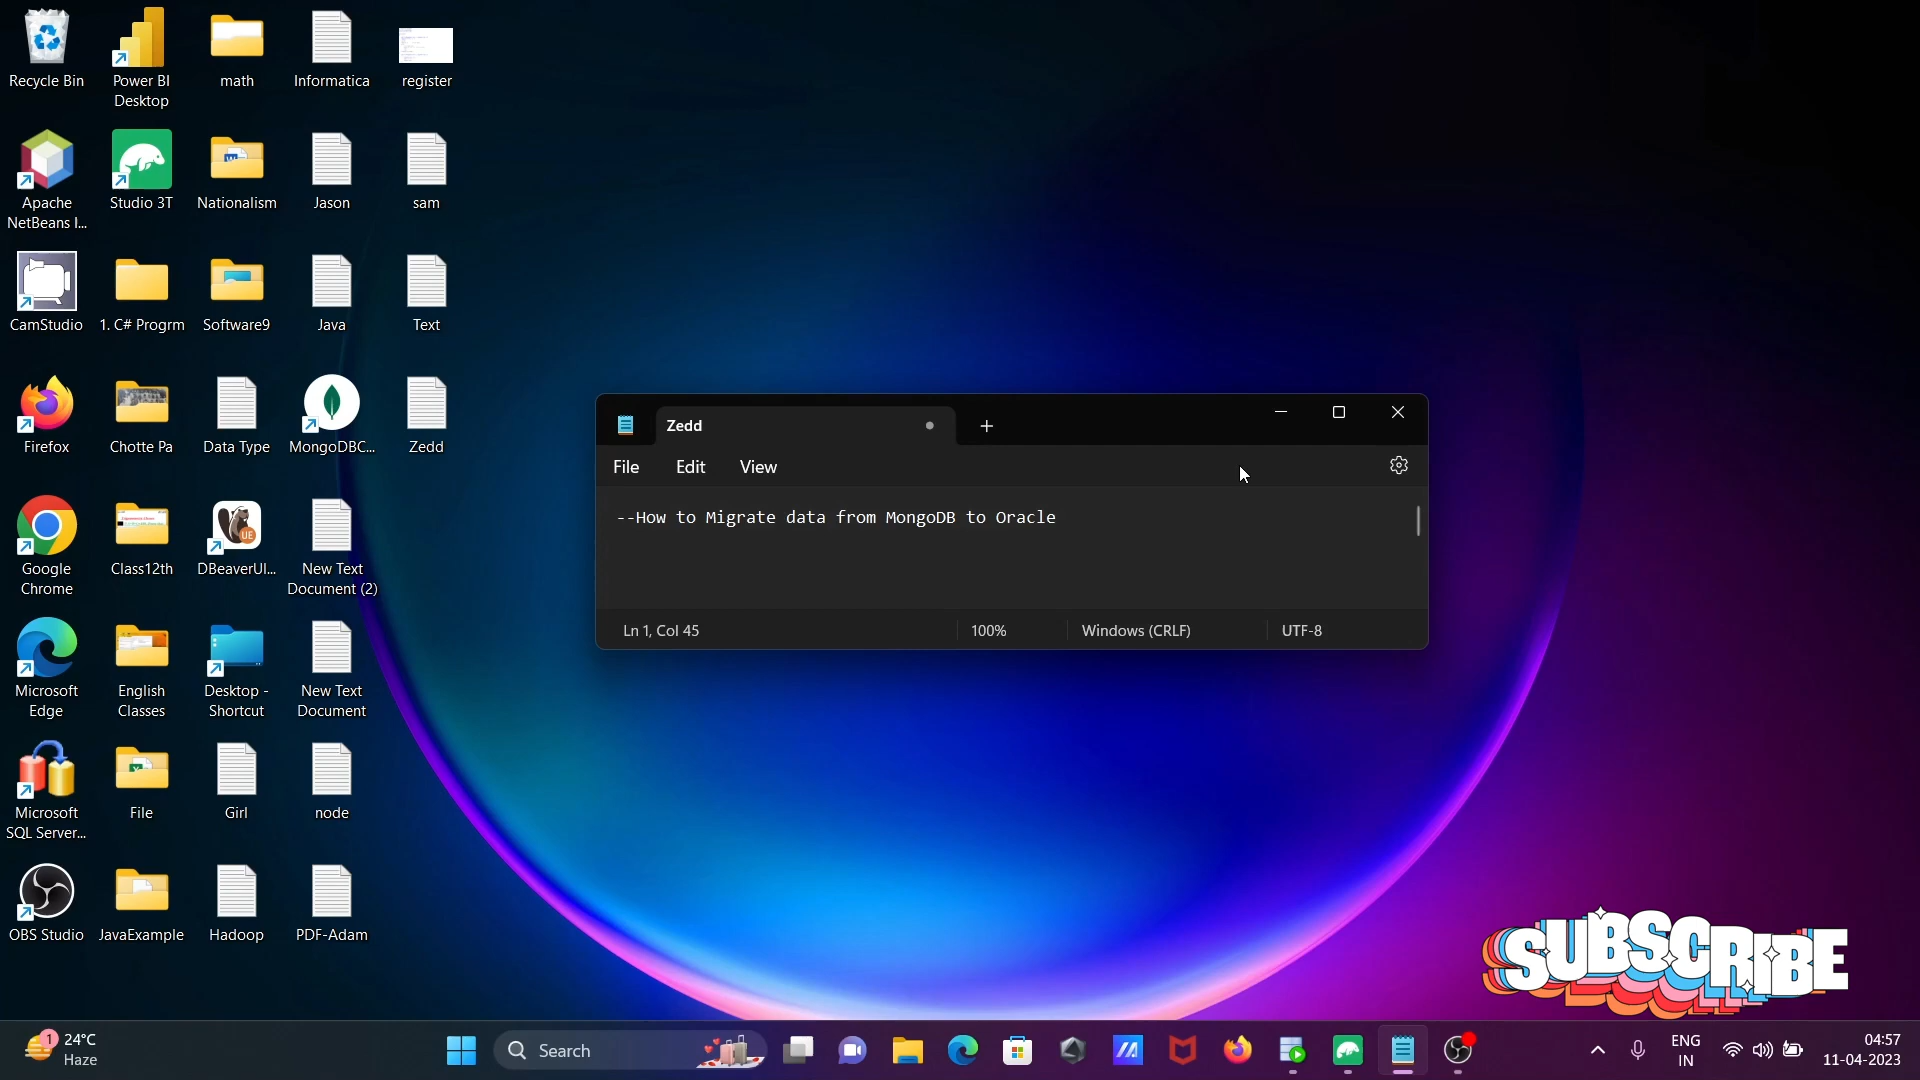 Recycle Bin
Power BI
Desktop
math
Informatica
register
Apache
NetBeans I...
Studio 3T
Nationalism
Jason
sam
CamStudio
1. C# Progrm
Software9
Java
Text
Firefox
Chotte Pa
Data Type
MongoDBC...
Zedd
Google
Chrome
Class12th
DBeaverUl...
New Text
Document (2)
Microsoft
Edge
English
Classes
Desktop -
Shortcut
New Text
Document
Microsoft
SQL Server...
File
Girl
node
OBS Studio
JavaExample
Hadoop
PDF-Adam
Zedd
File Edit View
--How to Migrate data from MongoDB to Oracle
Ln 1, Col 45
100%
Windows (CRLF)
UTF-8
SUBSCRIBE
1
24°C
Haze
Search
ENG
IN
04:57
11-04-2023